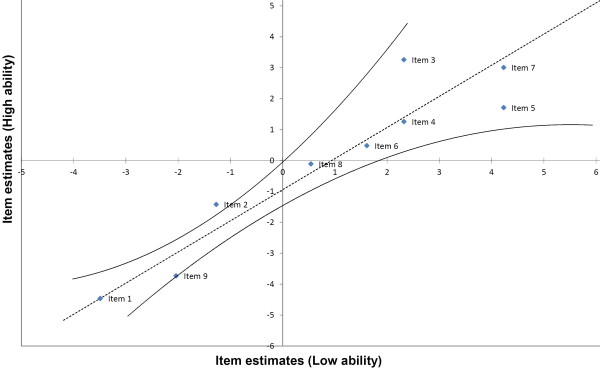 Item estimates (High ability)
5
4
Item 3
3
Item 7
2
Item 5
Item 4
1
Item 6
0
-5
-4
-3
-2
-1
0
Item 8
1
2
3
4
5
6
-1
Item 2
-2
-3
Item 9
-4
Item 1
-5
-6
Item estimates (Low ability)